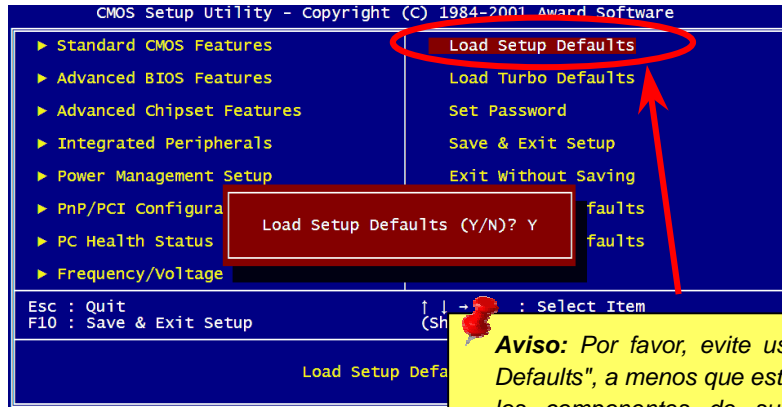 CMOS Setup Utility - Copyright (C) 1984-2001 Award Software
► Standard CMOS Features
► Advanced BIOS Features
► Advanced Chipset Features
► Integrated Peripherals
► Power Management Setup
► PnP/PCI Configura
► PC Health Status
► Frequency/Voltage
Load Setup Defaults
Load Turbo Defaults
Set Password
Save & Exit Setup
Exit Without Saving
faults
faults
Load Setup Defaults (Y/N)? Y
Esc : Quit
F10 : Save & Exit Setup
↑ ↓ → : Select Item
(Sh
Load Setup Defa
Aviso: Por favor, evite us
Defaults", a menos que est